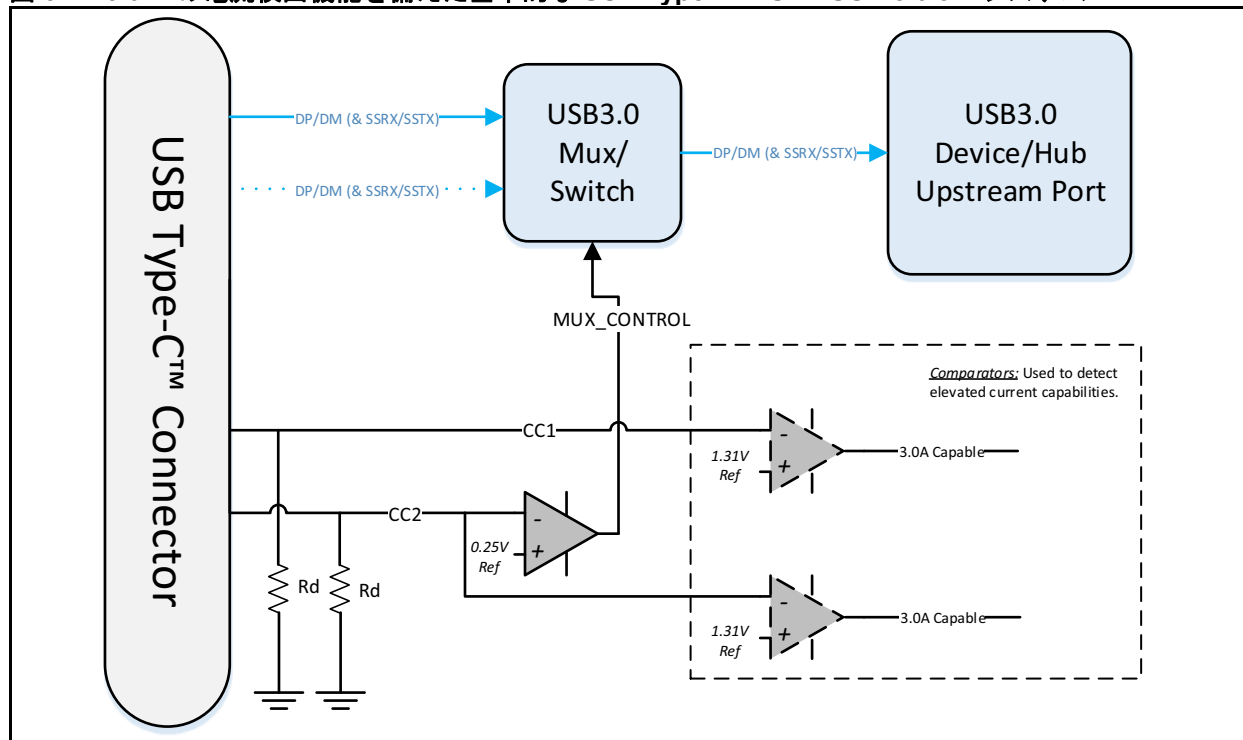 USB Type-C™ Connector
DP/DM (& SSRX/SSTX)
DP/DM (& SSRX/SSTX)
USB3.0
Mux/
Switch
DP/DM (& SSRX/SSTX)
USB3.0
Device/Hub
Upstream Port
MUX_CONTROL
Comparators: Used to detect
elevated current capabilities.
CC1
-
+
1.31V
Ref
3.0A Capable
CC2
-
+
0.25V
Ref
Rd
Rd
-
+
1.31V
Ref
3.0A Capable